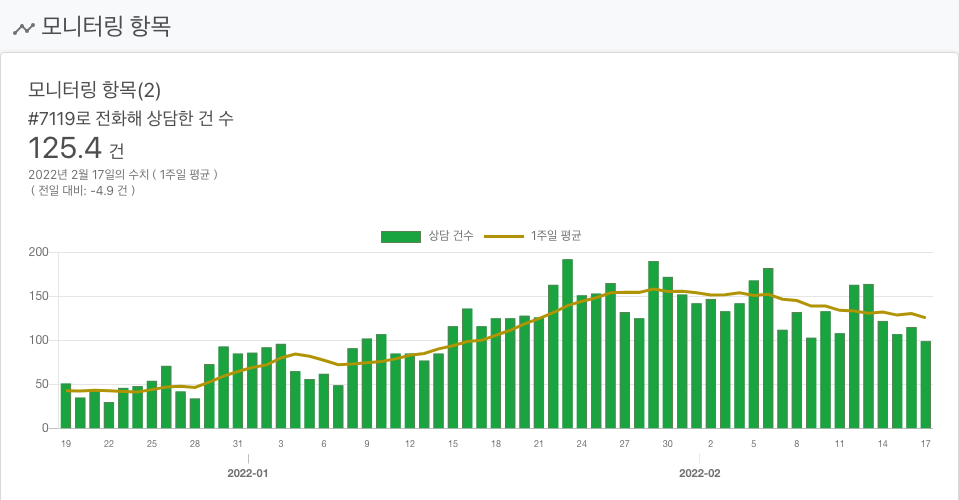 모니터링 항목
모니터링 항목(2)
#7119로 전화해 상담한 건 수
125.4 건
2022년 2월 17일의 수치 ( 1주일 평균 )
( 전일 대비: -4.9 건 )
상담 건수 1주일 평균
200
150
100
50
0
19 22 25 28 31 3 6 9 12 15 18 21 24 27 30 2 5 8 11 14 17
2022-01 2022-02